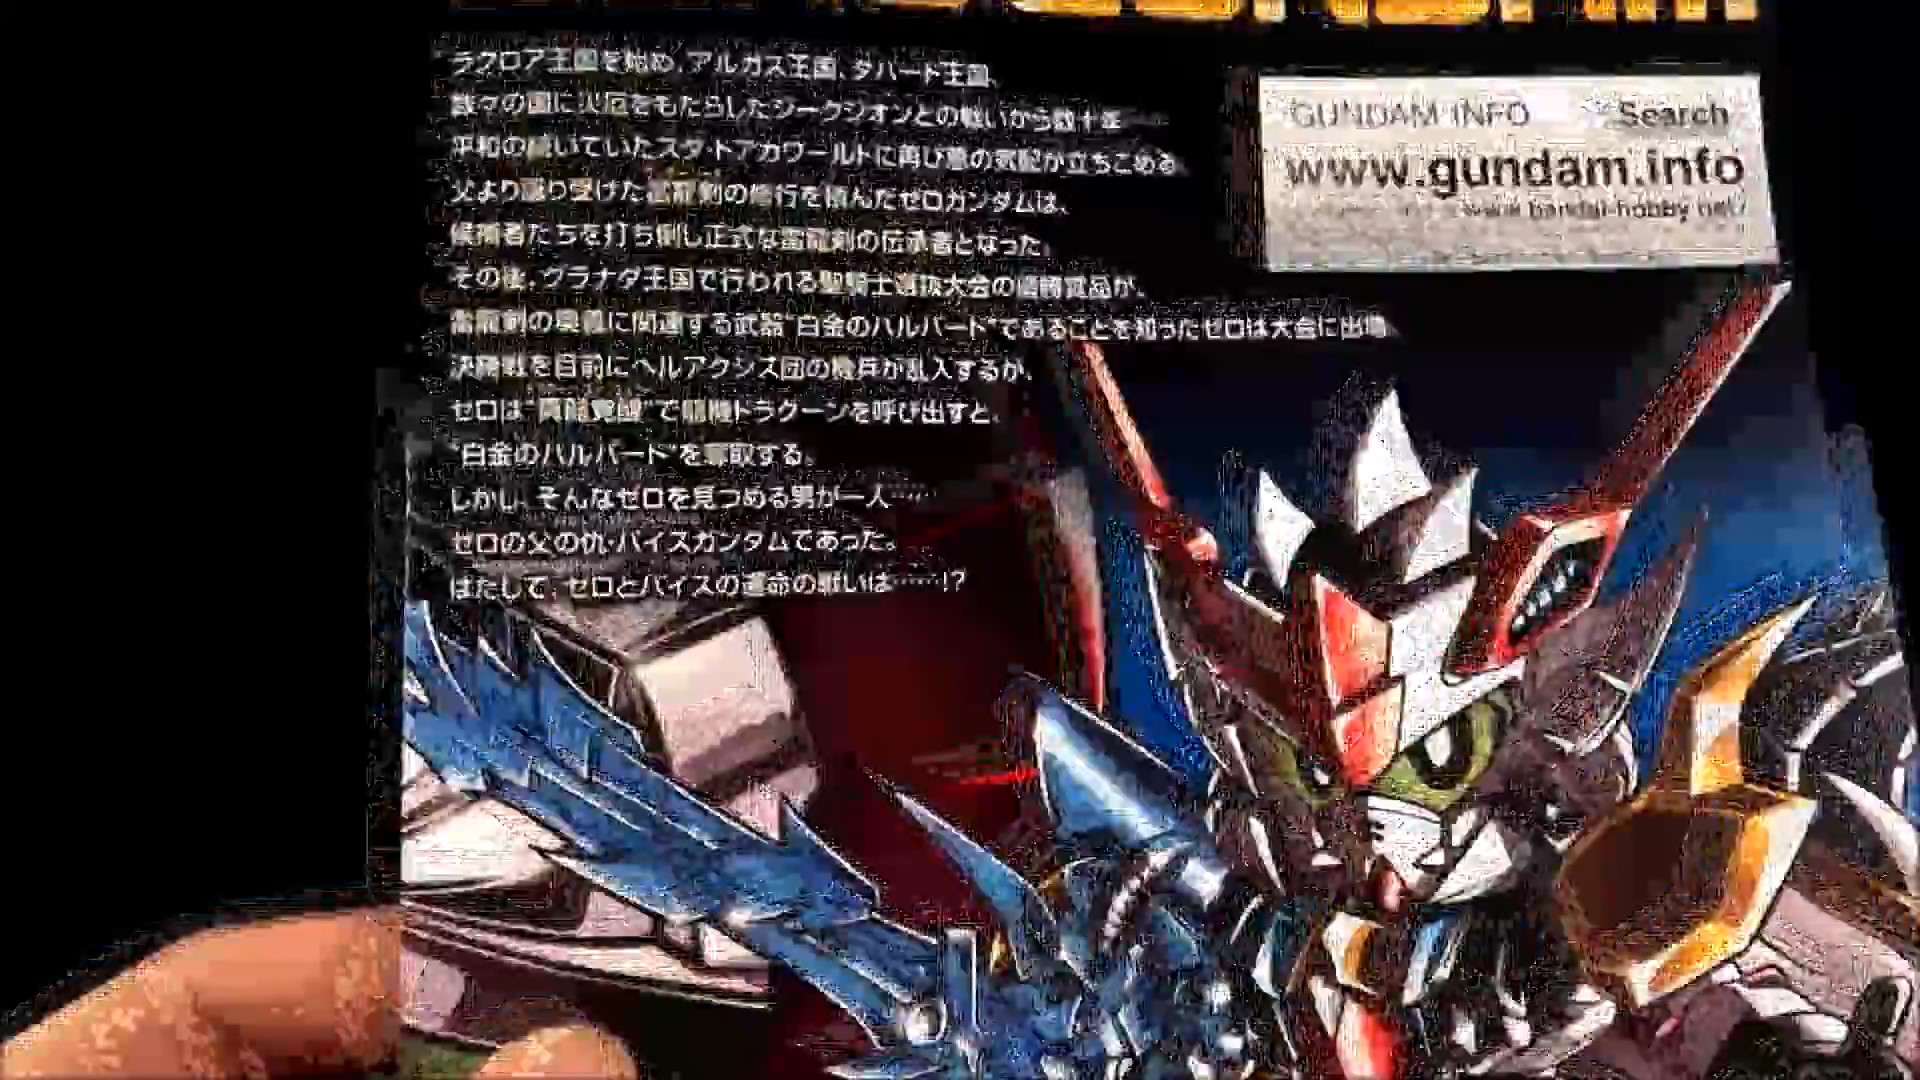 ラクロア王国を始め、アルガス王国、ダバード王国、
数々の国に災厄をもたらしたジークジオンとの戦いから数十年
平和の続いていたスダ・ドアカワールドに再び悪の気配が立ちこめる。
父より譲り受けた雷龍剣の修行を積んだゼロガンダムは、
候補者たちを打ち倒し正式な雷龍剣の伝承者となった。
その後、グラナダ王国で行われる聖騎士選抜大会の優勝賞品が、
雷龍剣の奥義に関連する武器"白金のハルバード"であることを知ったゼロは大会に出場。
決勝戦を目前にヘルアクシズ団の機兵が乱入するが、
ゼロは"で龍機ドラグーンを呼び出すと、
"白金のハルバード"を奪取する。
しかし、そんなゼロを見つめる男が一人……
ゼロの父の仇・バイスガンダムであった。
はたして、ゼロとバイスの運命の戦いは……!?
GUNDAM INFO Search
www.gundam.info
www.bandai-hobby.net/